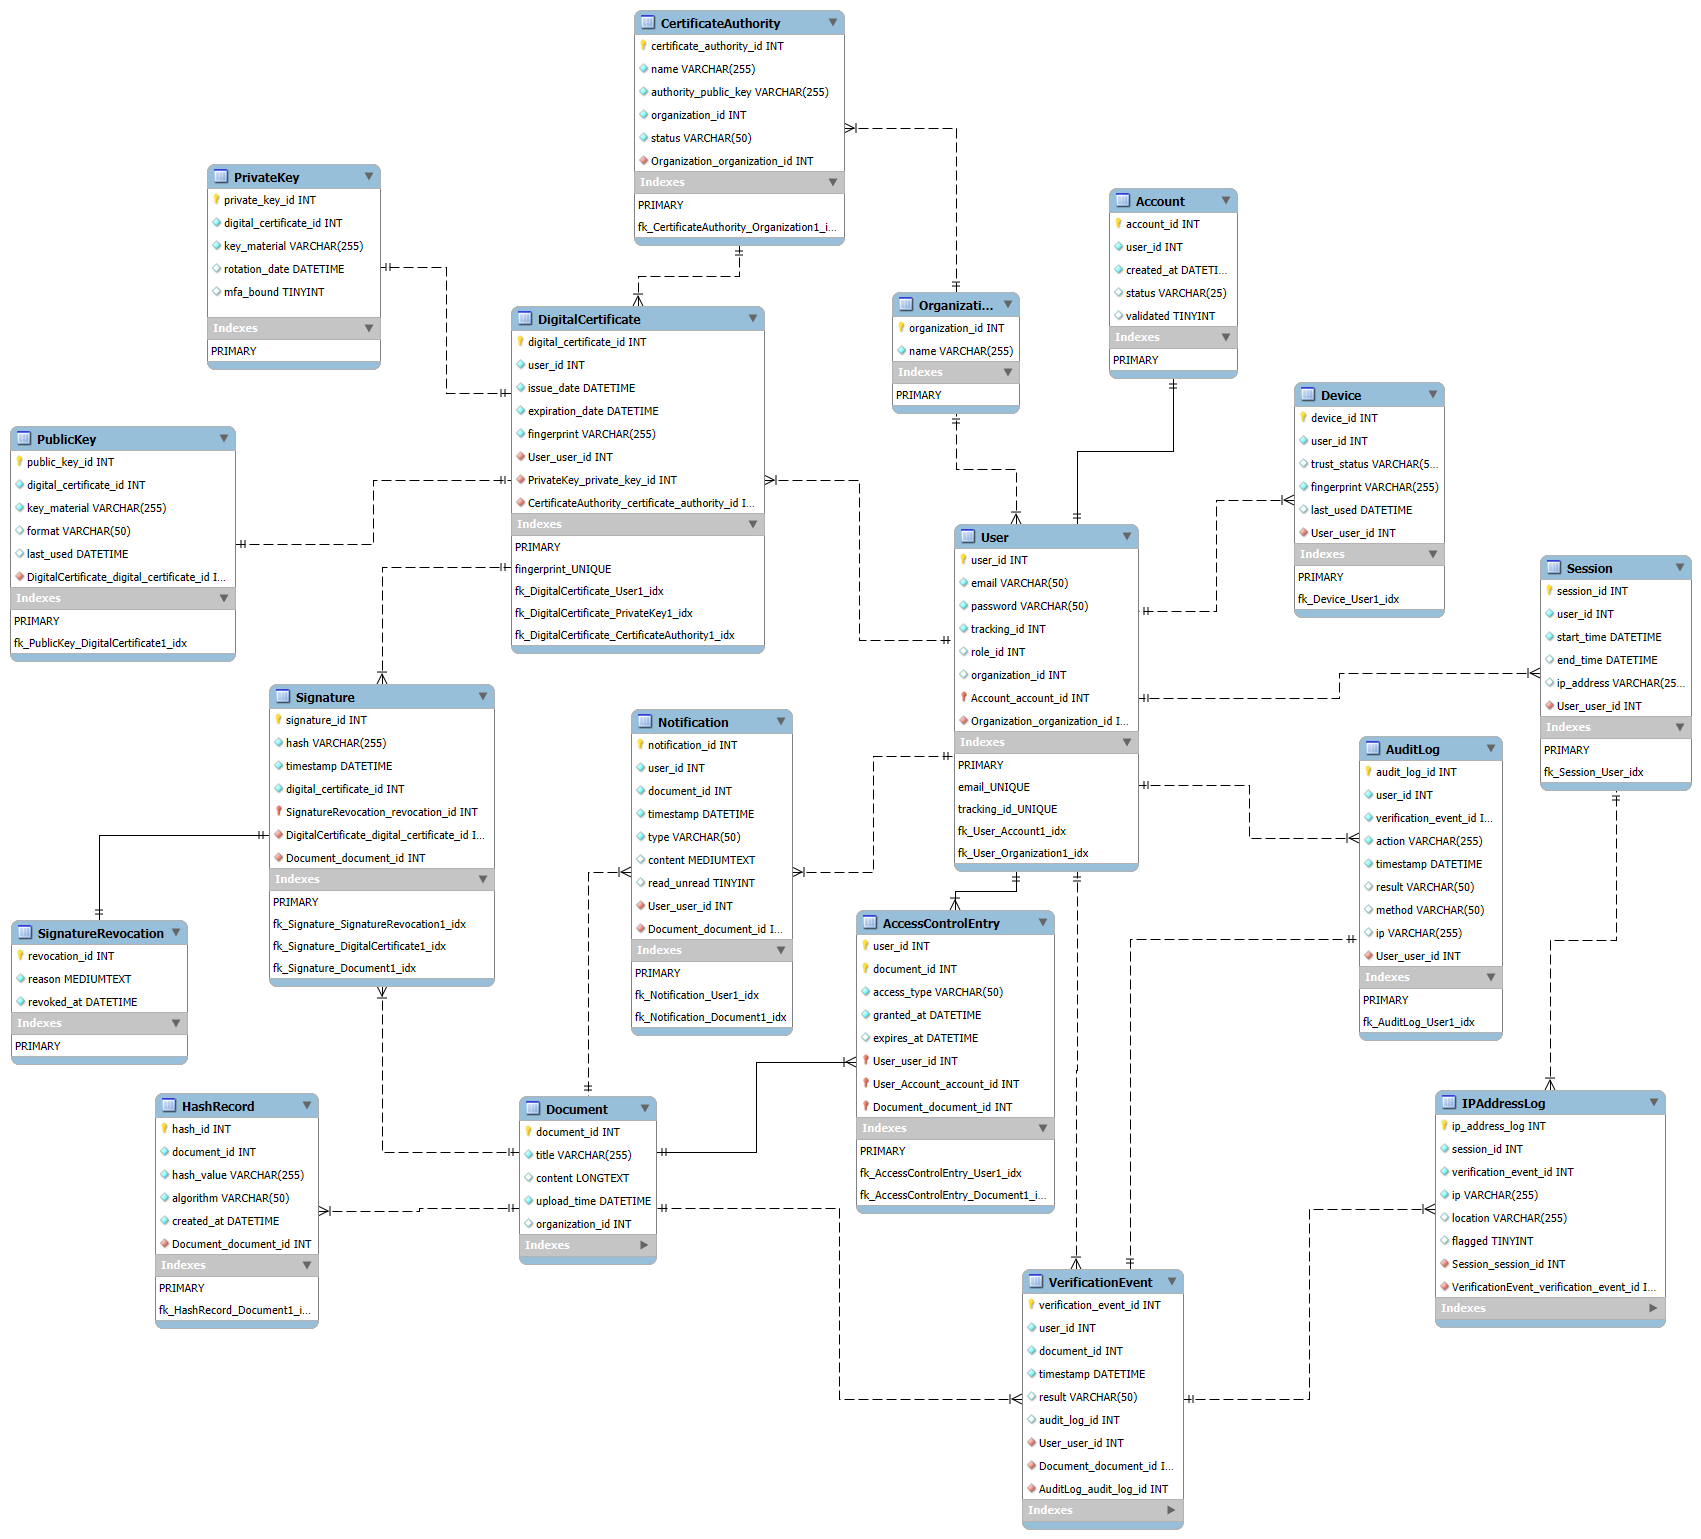 CertificateAuthority
certificate_authority_id INT
name VARCHAR(255)
authority_public_key VARCHAR(255)
organization_id INT
status VARCHAR(50)
Organization_organization_id INT
Indexes
PRIMARY
fk_CertificateAuthority_Organization1_i...
PrivateKey
private_key_id INT
digital_certificate_id INT
key_material VARCHAR(255)
rotation_date DATETIME
mfa_bound TINYINT
Indexes
PRIMARY
Account
account_id INT
user_id INT
created_at DATETI...
status VARCHAR(25)
validated TINYINT
Indexes
PRIMARY
Organizati...
organization_id INT
name VARCHAR(255)
Indexes
PRIMARY
DigitalCertificate
digital_certificate_id INT
user_id INT
issue_date DATETIME
expiration_date DATETIME
fingerprint VARCHAR(255)
User_user_id INT
PrivateKey_private_key_id INT
CertificateAuthority_certificate_authority_id I...
Indexes
PRIMARY
fingerprint_UNIQUE
fk_DigitalCertificate_User1_idx
fk_DigitalCertificate_PrivateKey1_idx
fk_DigitalCertificate_CertificateAuthority1_idx
Device
device_id INT
user_id INT
trust_status VARCHAR(5...
fingerprint VARCHAR(255)
last_used DATETIME
User_user_id INT
Indexes
PRIMARY
fk_Device_User1_idx
PublicKey
public_key_id INT
digital_certificate_id INT
key_material VARCHAR(255)
format VARCHAR(50)
last_used DATETIME
DigitalCertificate_digital_certificate_id I...
Indexes
PRIMARY
fk_PublicKey_DigitalCertificate1_idx
User
user_id INT
email VARCHAR(50)
password VARCHAR(50)
tracking_id INT
role_id INT
organization_id INT
Account_account_id INT
Organization_organization_id I...
Indexes
PRIMARY
email_UNIQUE
tracking_id_UNIQUE
fk_User_Account1_idx
fk_User_Organization1_idx
Session
session_id INT
user_id INT
start_time DATETIME
end_time DATETIME
ip_address VARCHAR(25...
User_user_id INT
Indexes
PRIMARY
fk_Session_User_idx
Signature
signature_id INT
hash VARCHAR(255)
timestamp DATETIME
digital_certificate_id INT
SignatureRevocation_revocation_id INT
DigitalCertificate_digital_certificate_id I...
Document_document_id INT
Indexes
PRIMARY
fk_Signature_SignatureRevocation1_idx
fk_Signature_DigitalCertificate1_idx
fk_Signature_Document1_idx
Notification
notification_id INT
user_id INT
document_id INT
timestamp DATETIME
type VARCHAR(50)
content MEDIUMTEXT
read_unread TINYINT
User_user_id INT
Document_document_id I...
Indexes
PRIMARY
fk_Notification_User1_idx
fk_Notification_Document1_idx
AuditLog
audit_log_id INT
user_id INT
verification_event_id I...
action VARCHAR(255)
timestamp DATETIME
result VARCHAR(50)
method VARCHAR(50)
ip VARCHAR(255)
User_user_id INT
Indexes
PRIMARY
fk_AuditLog_User1_idx
SignatureRevocation
revocation_id INT
reason MEDIUMTEXT
revoked_at DATETIME
Indexes
PRIMARY
AccessControlEntry
user_id INT
document_id INT
access_type VARCHAR(50)
granted_at DATETIME
expires_at DATETIME
User_user_id INT
User_Account_account_id INT
Document_document_id INT
Indexes
PRIMARY
fk_AccessControlEntry_User1_idx
fk_AccessControlEntry_Document1_i...
HashRecord
hash_id INT
document_id INT
hash_value VARCHAR(255)
algorithm VARCHAR(50)
created_at DATETIME
Document_document_id INT
Indexes
PRIMARY
fk_HashRecord_Document1_i...
Document
document_id INT
title VARCHAR(255)
content LONGTEXT
upload_time DATETIME
organization_id INT
Indexes
IPAddressLog
ip_address_log INT
session_id INT
verification_event_id INT
ip VARCHAR(255)
location VARCHAR(255)
flagged TINYINT
Session_session_id INT
VerificationEvent_verification_event_id I...
Indexes
VerificationEvent
verification_event_id INT
user_id INT
document_id INT
timestamp DATETIME
result VARCHAR(50)
audit_log_id INT
User_user_id INT
Document_document_id I...
AuditLog_audit_log_id INT
Indexes